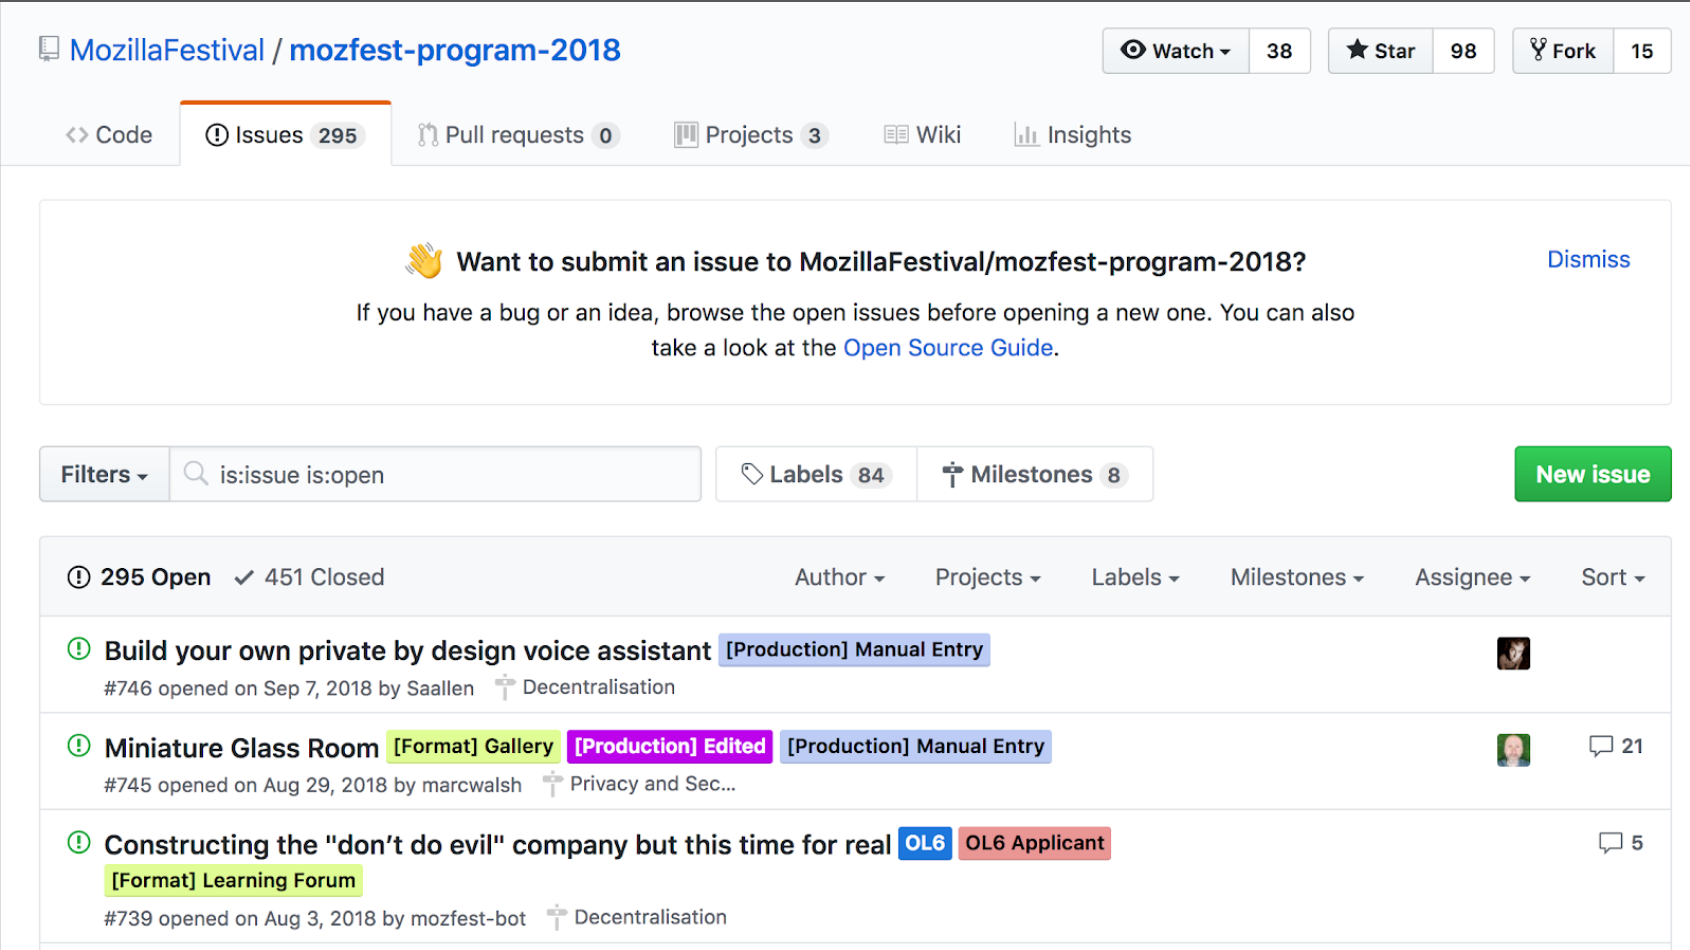 MozillaFestival / mozfest-program-2018
Watch 38
Star 98
Fork 15
Code
Issues 295
Pull requests 0
Projects 3
Wiki
Insights
Want to submit an issue to MozillaFestival/mozfest-program-2018?
Dismiss
If you have a bug or an idea, browse the open issues before opening a new one. You can also
take a look at the Open Source Guide.
Filters
is:issue is:open
Labels 84
Milestones 8
New issue
295 Open
451 Closed
Author
Projects
Labels
Milestones
Assignee
Sort
Build your own private by design voice assistant [Production] Manual Entry
#746 opened on Sep 7, 2018 by Saallen Decentralisation
Miniature Glass Room [Format] Gallery [Production] Edited [Production] Manual Entry
21
#745 opened on Aug 29, 2018 by marcwalsh Privacy and Sec...
Constructing the "don’t do evil" company but this time for real OL6 OL6 Applicant
5
[Format] Learning Forum
#739 opened on Aug 3, 2018 by mozfest-bot Decentralisation